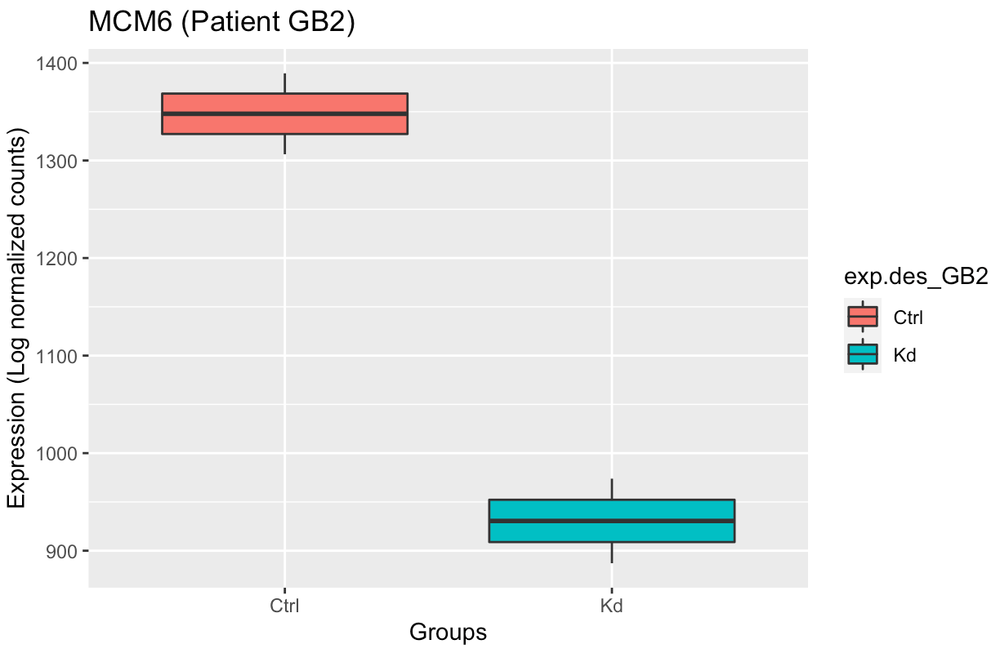 MCM6 (Patient GB2)
Expression (Log normalized counts)
1400
1300
1200
1100
1000
900
Ctrl
Kd
Groups
exp.des_GB2
Ctrl
Kd